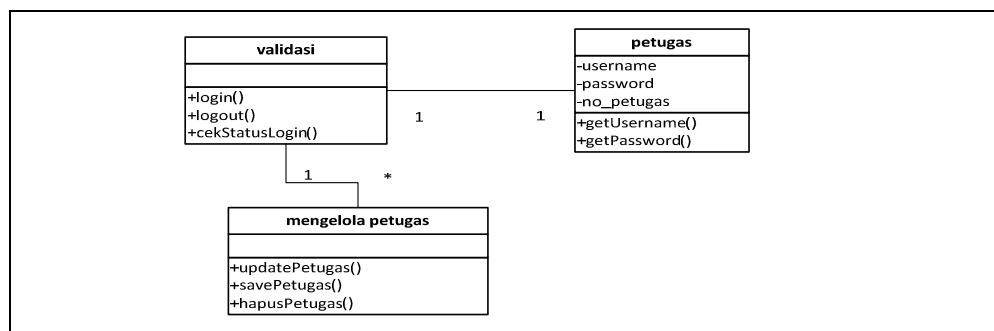 validasi
+login()
+logout()
+cekStatusLogin()
petugas
-username
-password
-no_petugas
+getUsername()
+getPassword()
1
1
1
*
mengelola petugas
+updatePetugas()
+savePetugas()
+hapusPetugas()